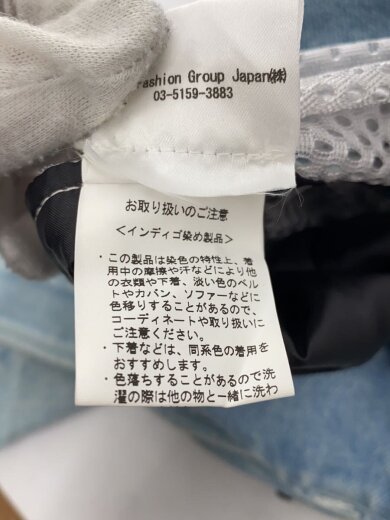 Fashion Group Japan㈱
03-5159-3883
お取り扱いのご注意
<インディゴ染め製品>
・この製品は染色の特性上、着
用中の摩擦や汗などにより他
の衣類や下着、淡い色のベル
トやカバン、ソファーなどに
色移りすることがあるので、
コーディネートや取り扱いに
ご注意ください。
・下着などは、同系色の着用を
おすすめします。
・色落ちすることがあるので洗
濯の際は他の物と一緒に洗わ